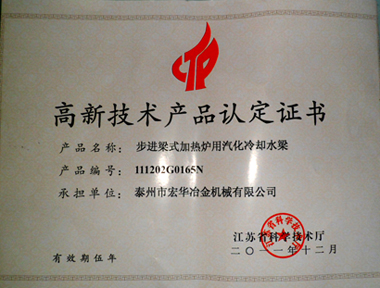 高新技术产品认定证书
产品名称: 步进梁式加热炉用汽化冷却水梁
产品编号: 111202G0165N
承担单位: 泰州市宏华冶金机械有限公司
江苏省科学技术厅
二〇一一年十二月
有效期伍年